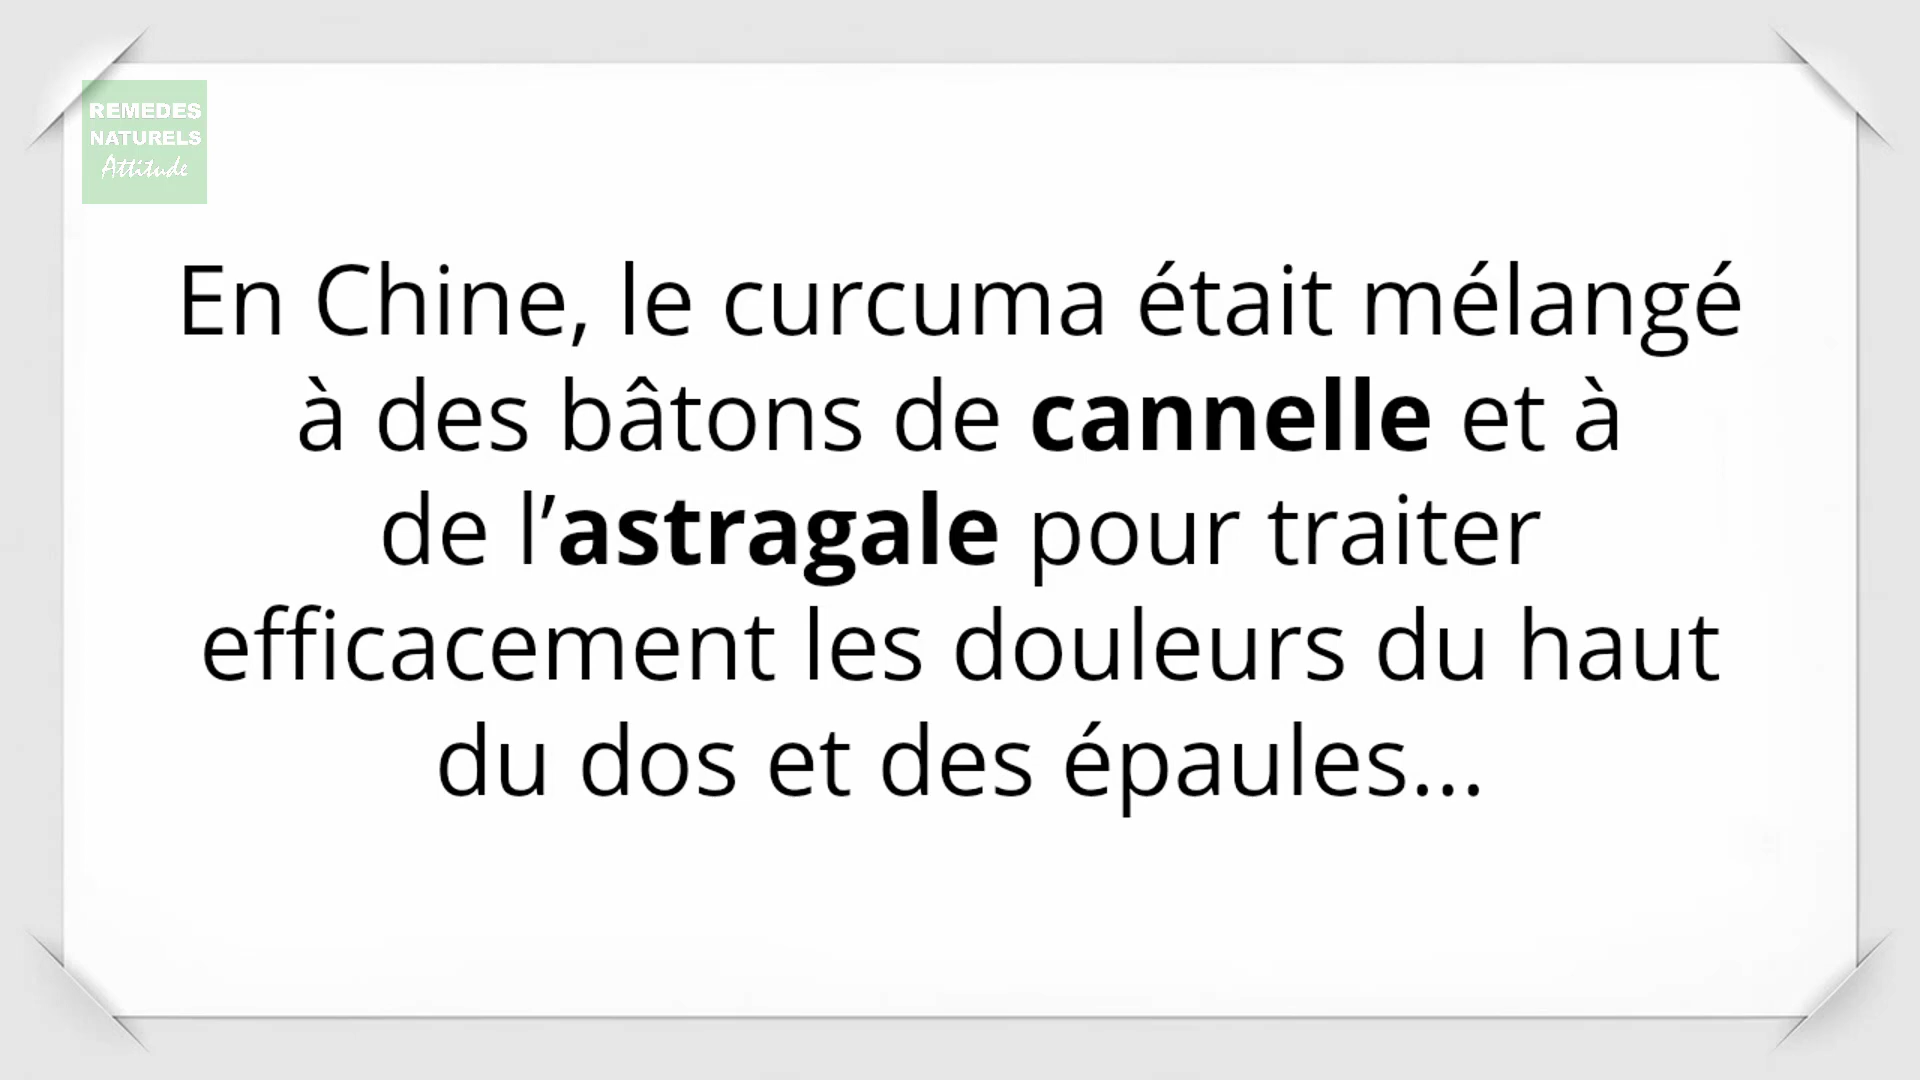 REMEDES
NATURELS
Attitude
En Chine, le curcuma était mélangé
à des bâtons de cannelle et à
de l’astragale pour traiter
efficacement les douleurs du haut
du dos et des épaules...